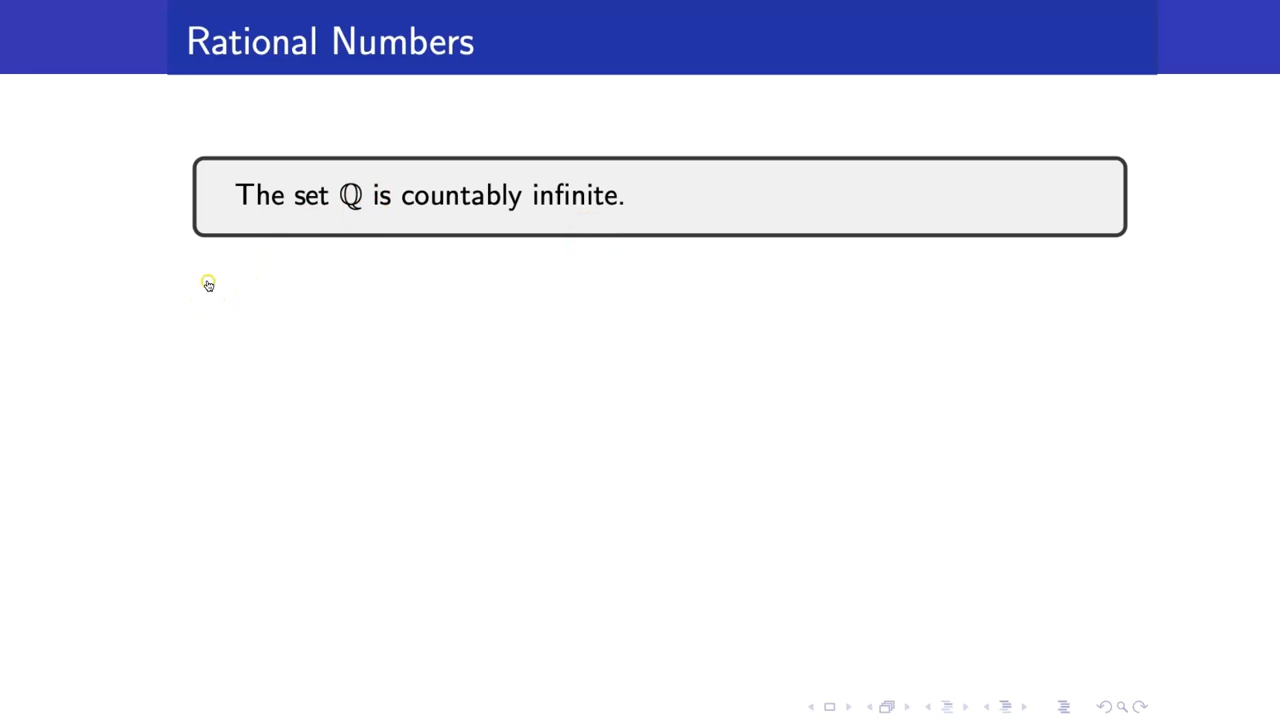 Rational Numbers
The set ℚ is countably infinite.